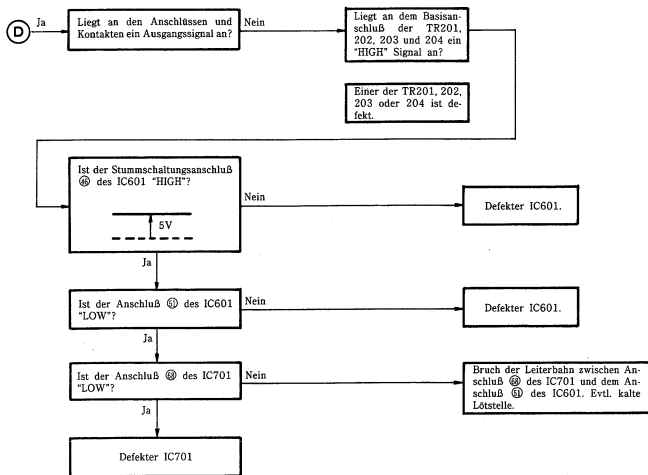 D
Ja
Liegt an den Anschlüssen und
Kontakten ein Ausgangssignal an?
Nein
Liegt an dem Basisan-
schluß der TR201,
202, 203 und 204 ein
"HIGH" Signal an?
Einer der TR201, 202,
203 oder 204 ist de-
fekt.
Ist der Stummschaltungsanschluß
㊻ des IC601 "HIGH"?
5V
Nein
Defekter IC601.
Ja
Ist der Anschluß 51 des IC601
"LOW"?
Nein
Defekter IC601.
Ja
Ist der Anschluß 68 des IC701
"LOW"?
Nein
Bruch der Leiterbahn zwischen An-
schluß 68 des IC701 und dem An-
schluß 51 des IC601. Evtl. kalte
Lötstelle.
Ja
Defekter IC701